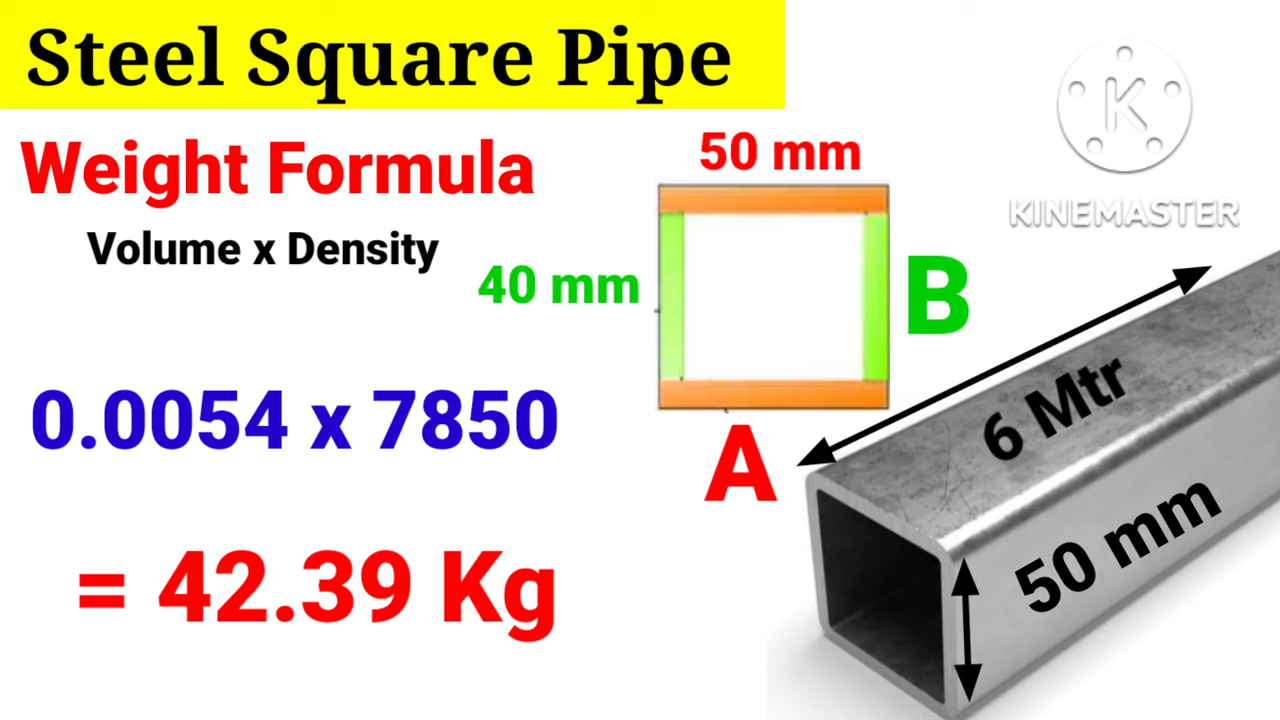 Steel Square Pipe
Weight Formula
Volume x Density
0.0054 x 7850
= 42.39 Kg
50 mm
40 mm
B
A
K
KINEMASTER
6 Mtr
50 mm